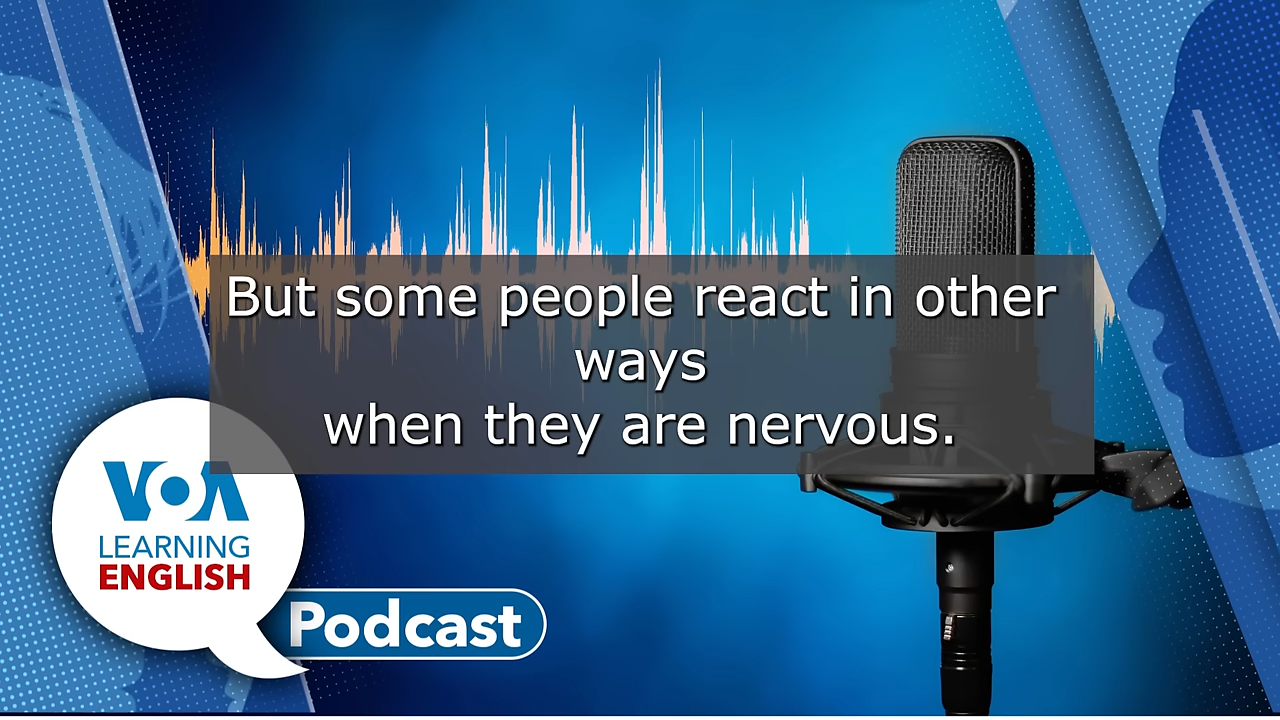 But some people react in other
ways
when they are nervous.
VOA
LEARNING
ENGLISH
Podcast